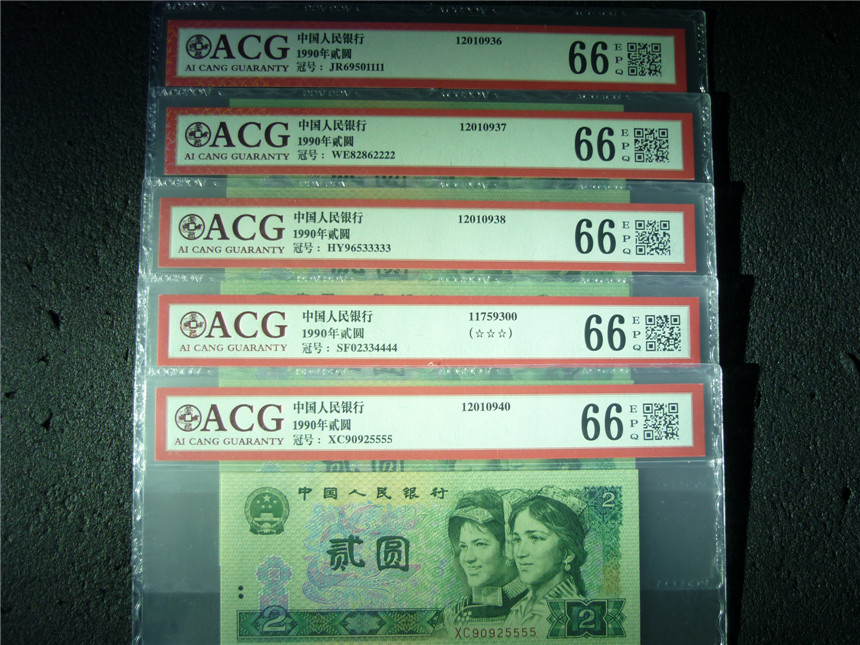 ACG
AI CANG GUARANTY
中国人民银行
1990年贰圆
冠号： JR69501111
12010936
66
E
P
Q
ACG
AI CANG GUARANTY
中国人民银行
1990年贰圆
冠号： WE82862222
12010937
66
E
P
Q
ACG
AI CANG GUARANTY
中国人民银行
1990年贰圆
冠号： HY96533333
12010938
66
E
P
Q
ACG
AI CANG GUARANTY
中国人民银行
1990年贰圆
冠号： SF02334444
11759300
(☆☆☆)
66
E
P
Q
ACG
AI CANG GUARANTY
中国人民银行
1990年贰圆
冠号： XC90925555
12010940
66
E
P
Q
中国人民银行
2
贰圆
2
2
XC90925555